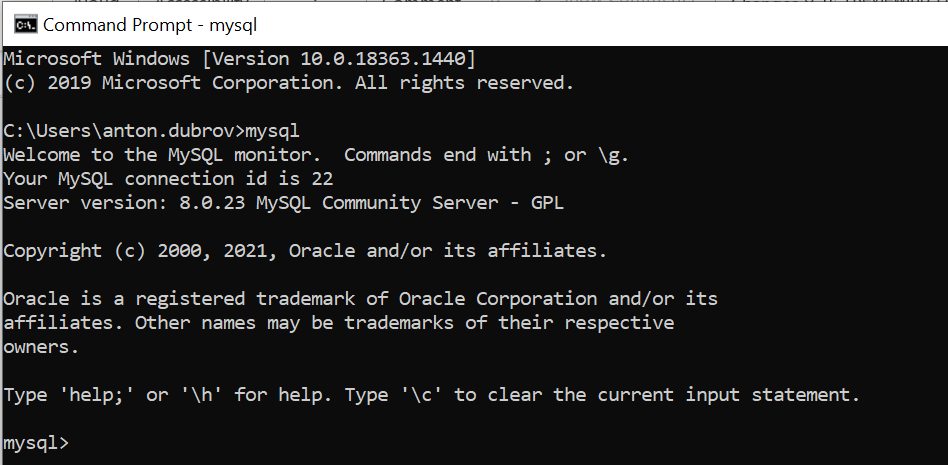 Command Prompt - mysql
Microsoft Windows [Version 10.0.18363.1440]
(c) 2019 Microsoft Corporation. All rights reserved.
C:\Users\anton.dubrov>mysql
Welcome to the MySQL monitor.  Commands end with ; or \g.
Your MySQL connection id is 22
Server version: 8.0.23 MySQL Community Server - GPL
Copyright (c) 2000, 2021, Oracle and/or its affiliates.
Oracle is a registered trademark of Oracle Corporation and/or its
affiliates. Other names may be trademarks of their respective
owners.
Type 'help;' or '\h' for help. Type '\c' to clear the current input statement.
mysql>